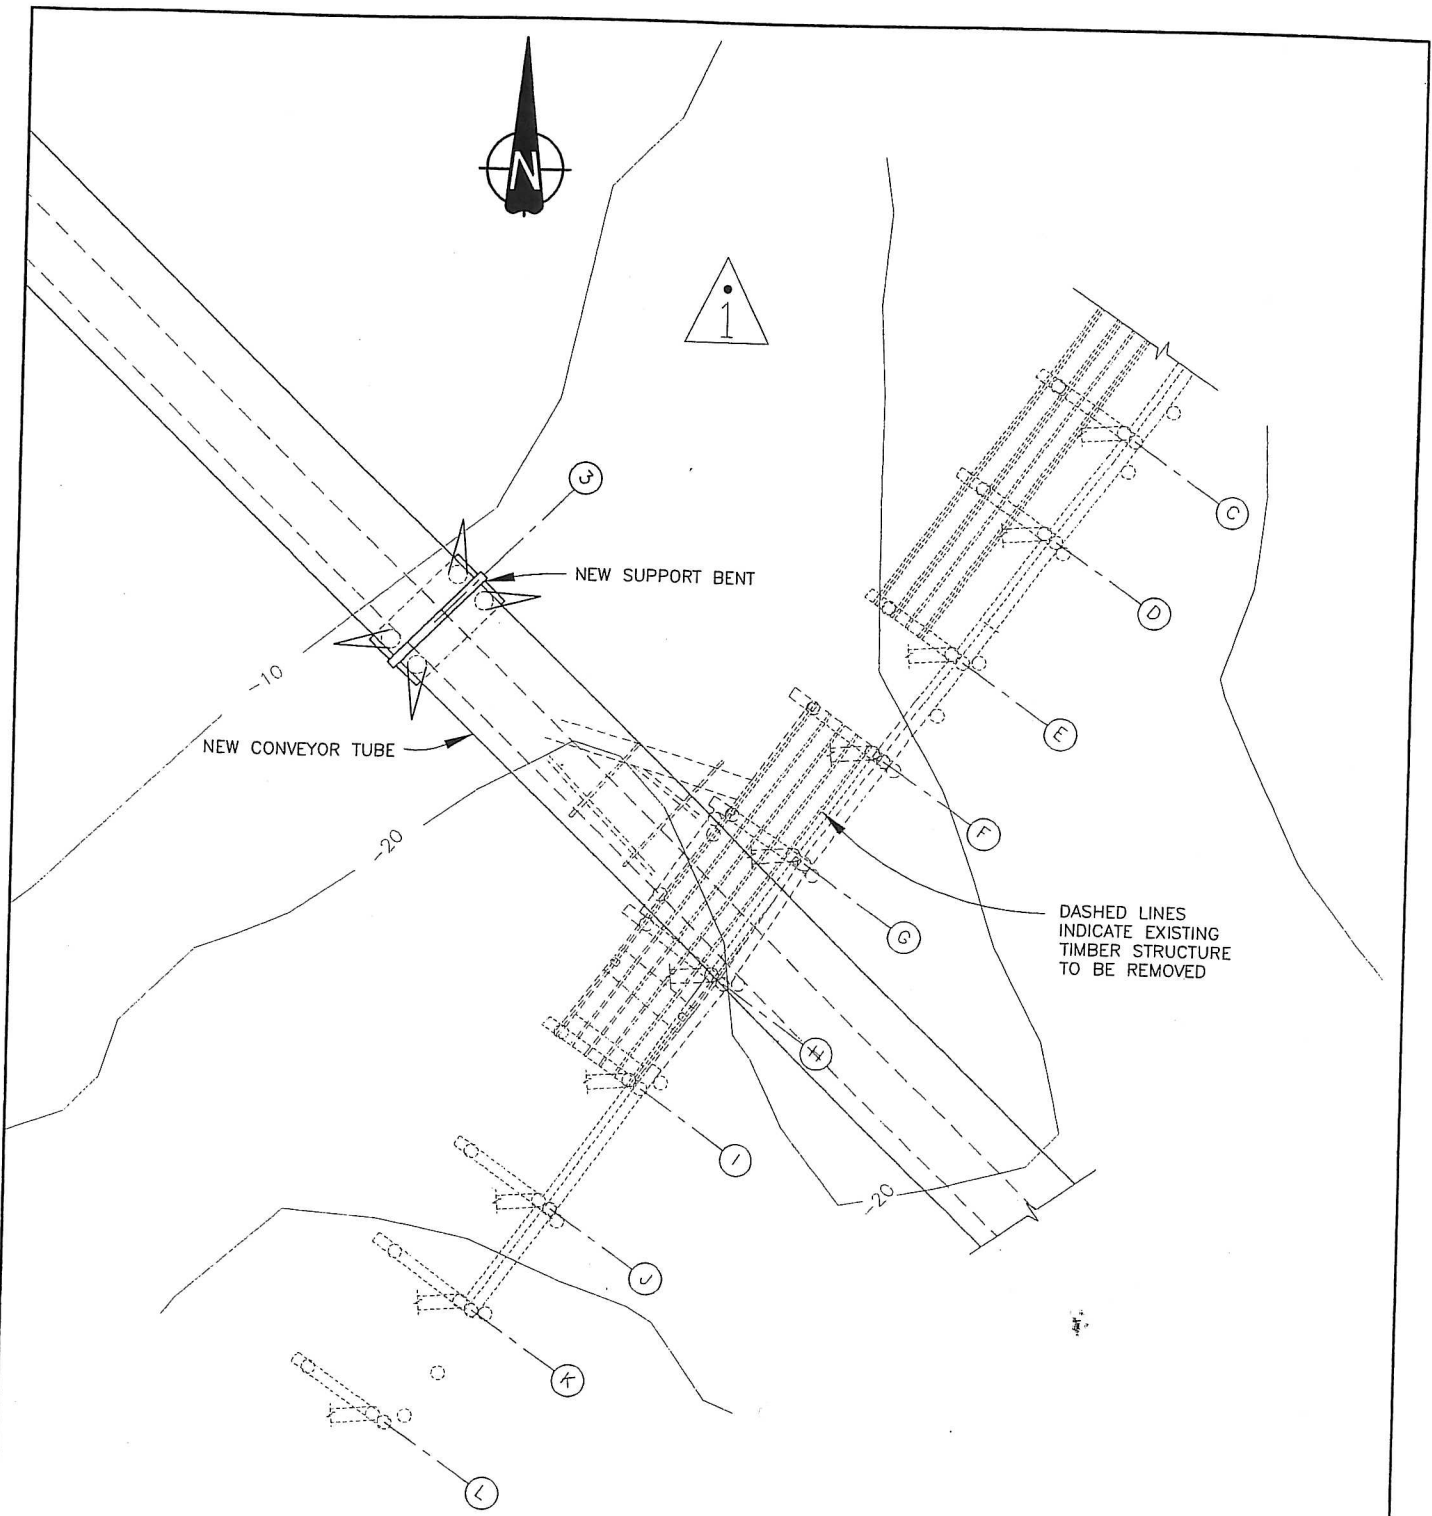 N
1
3
C
NEW SUPPORT BENT
D
-10
E
NEW CONVEYOR TUBE
F
-20
DASHED LINES
INDICATE EXISTING
TIMBER STRUCTURE
TO BE REMOVED
G
H
I
-20
J
K
L